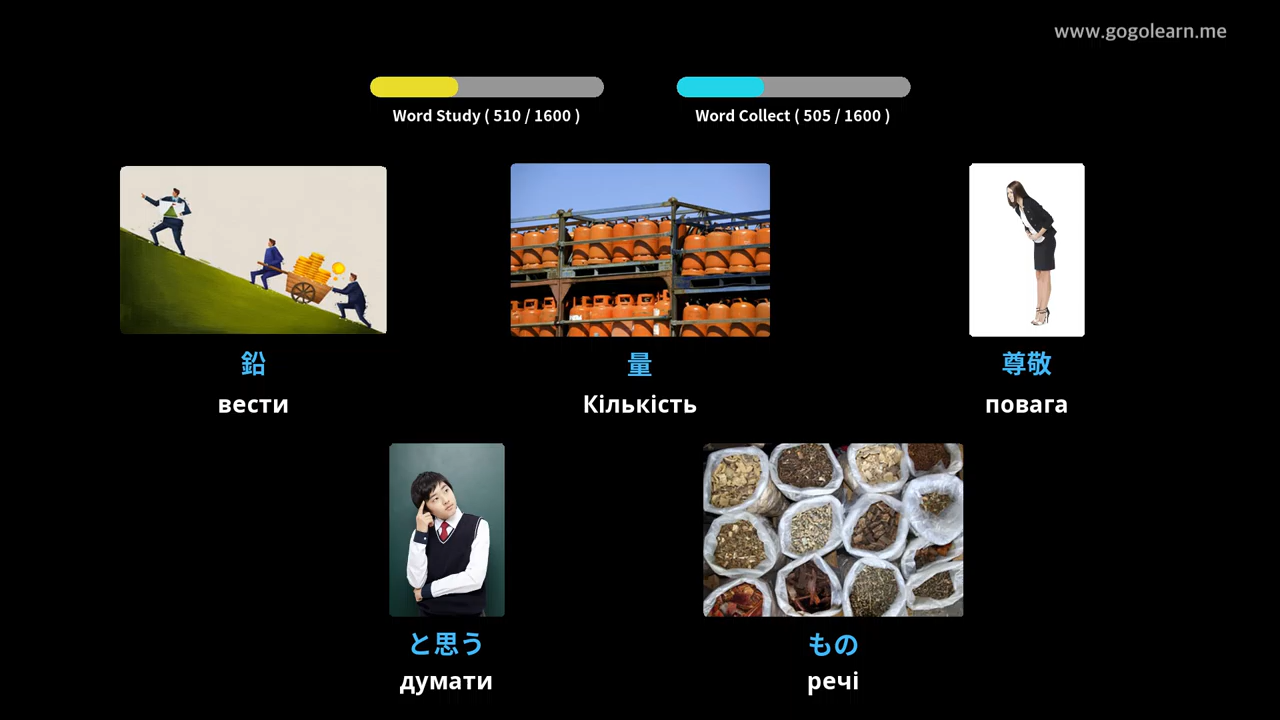 www.gogolearn.me
Word Study ( 510 / 1600 )
Word Collect ( 505 / 1600 )
鉛
вести
量
Кількість
尊敬
повага
と思う
думати
もの
речі